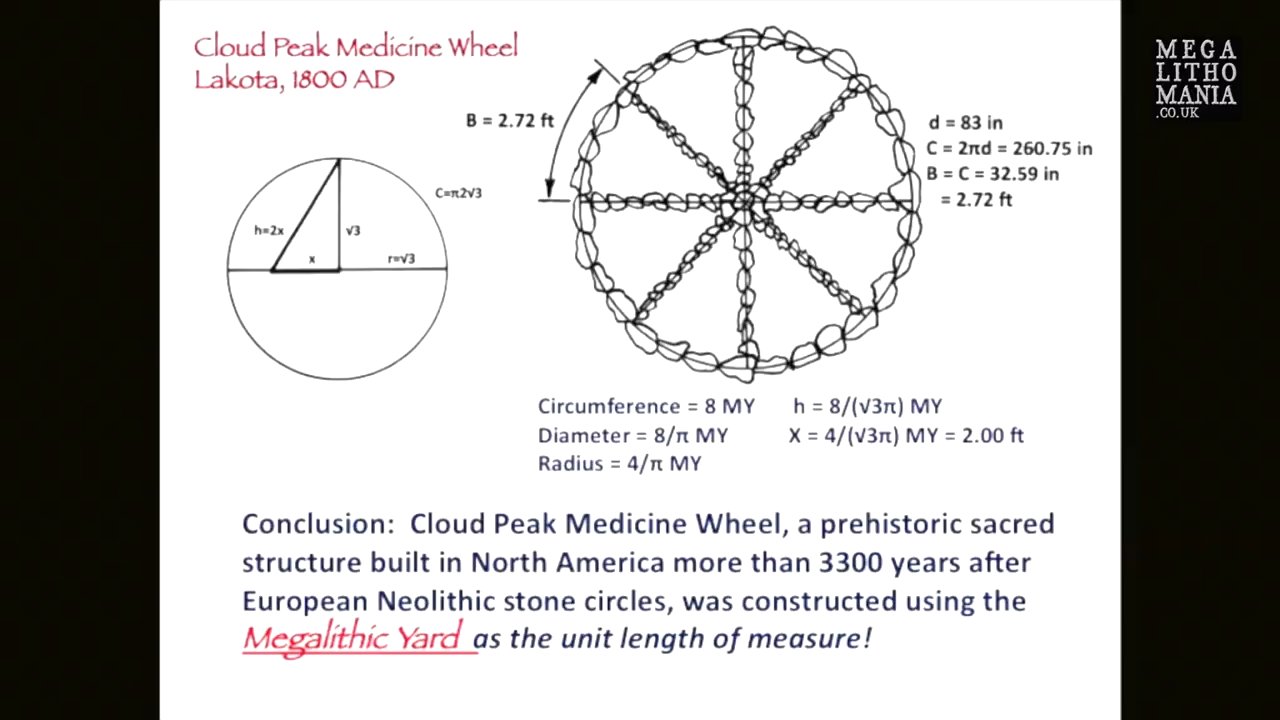 Cloud Peak Medicine Wheel
Lakota, 1800 AD
MEGA
LITHO
MANIA
.CO.UK
B = 2.72 ft
d = 83 in
C = 2πd = 260.75 in
B = C = 32.59 in
= 2.72 ft
C=π2√3
h=2x
√3
x
r=√3
Circumference = 8 MY
h = 8/(√3π) MY
Diameter = 8/π MY
X = 4/(√3π) MY = 2.00 ft
Radius = 4/π MY
Conclusion: Cloud Peak Medicine Wheel, a prehistoric sacred
structure built in North America more than 3300 years after
European Neolithic stone circles, was constructed using the
Megalithic Yard as the unit length of measure!